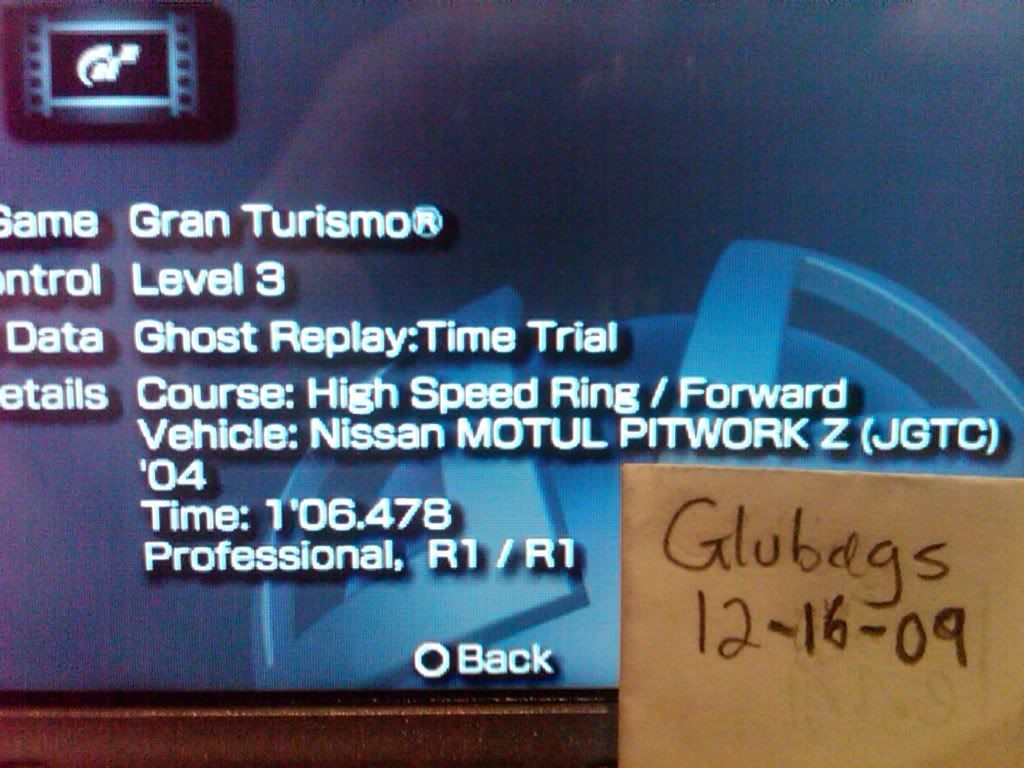 Game Gran Turismo®
ontrol Level 3
Data Ghost Replay:Time Trial
etails Course: High Speed Ring / Forward
Vehicle: Nissan MOTUL PITWORK Z (JGTC)
'04
Time: 1'06.478
Professional, R1 / R1
Back
Glubags
12-16-09